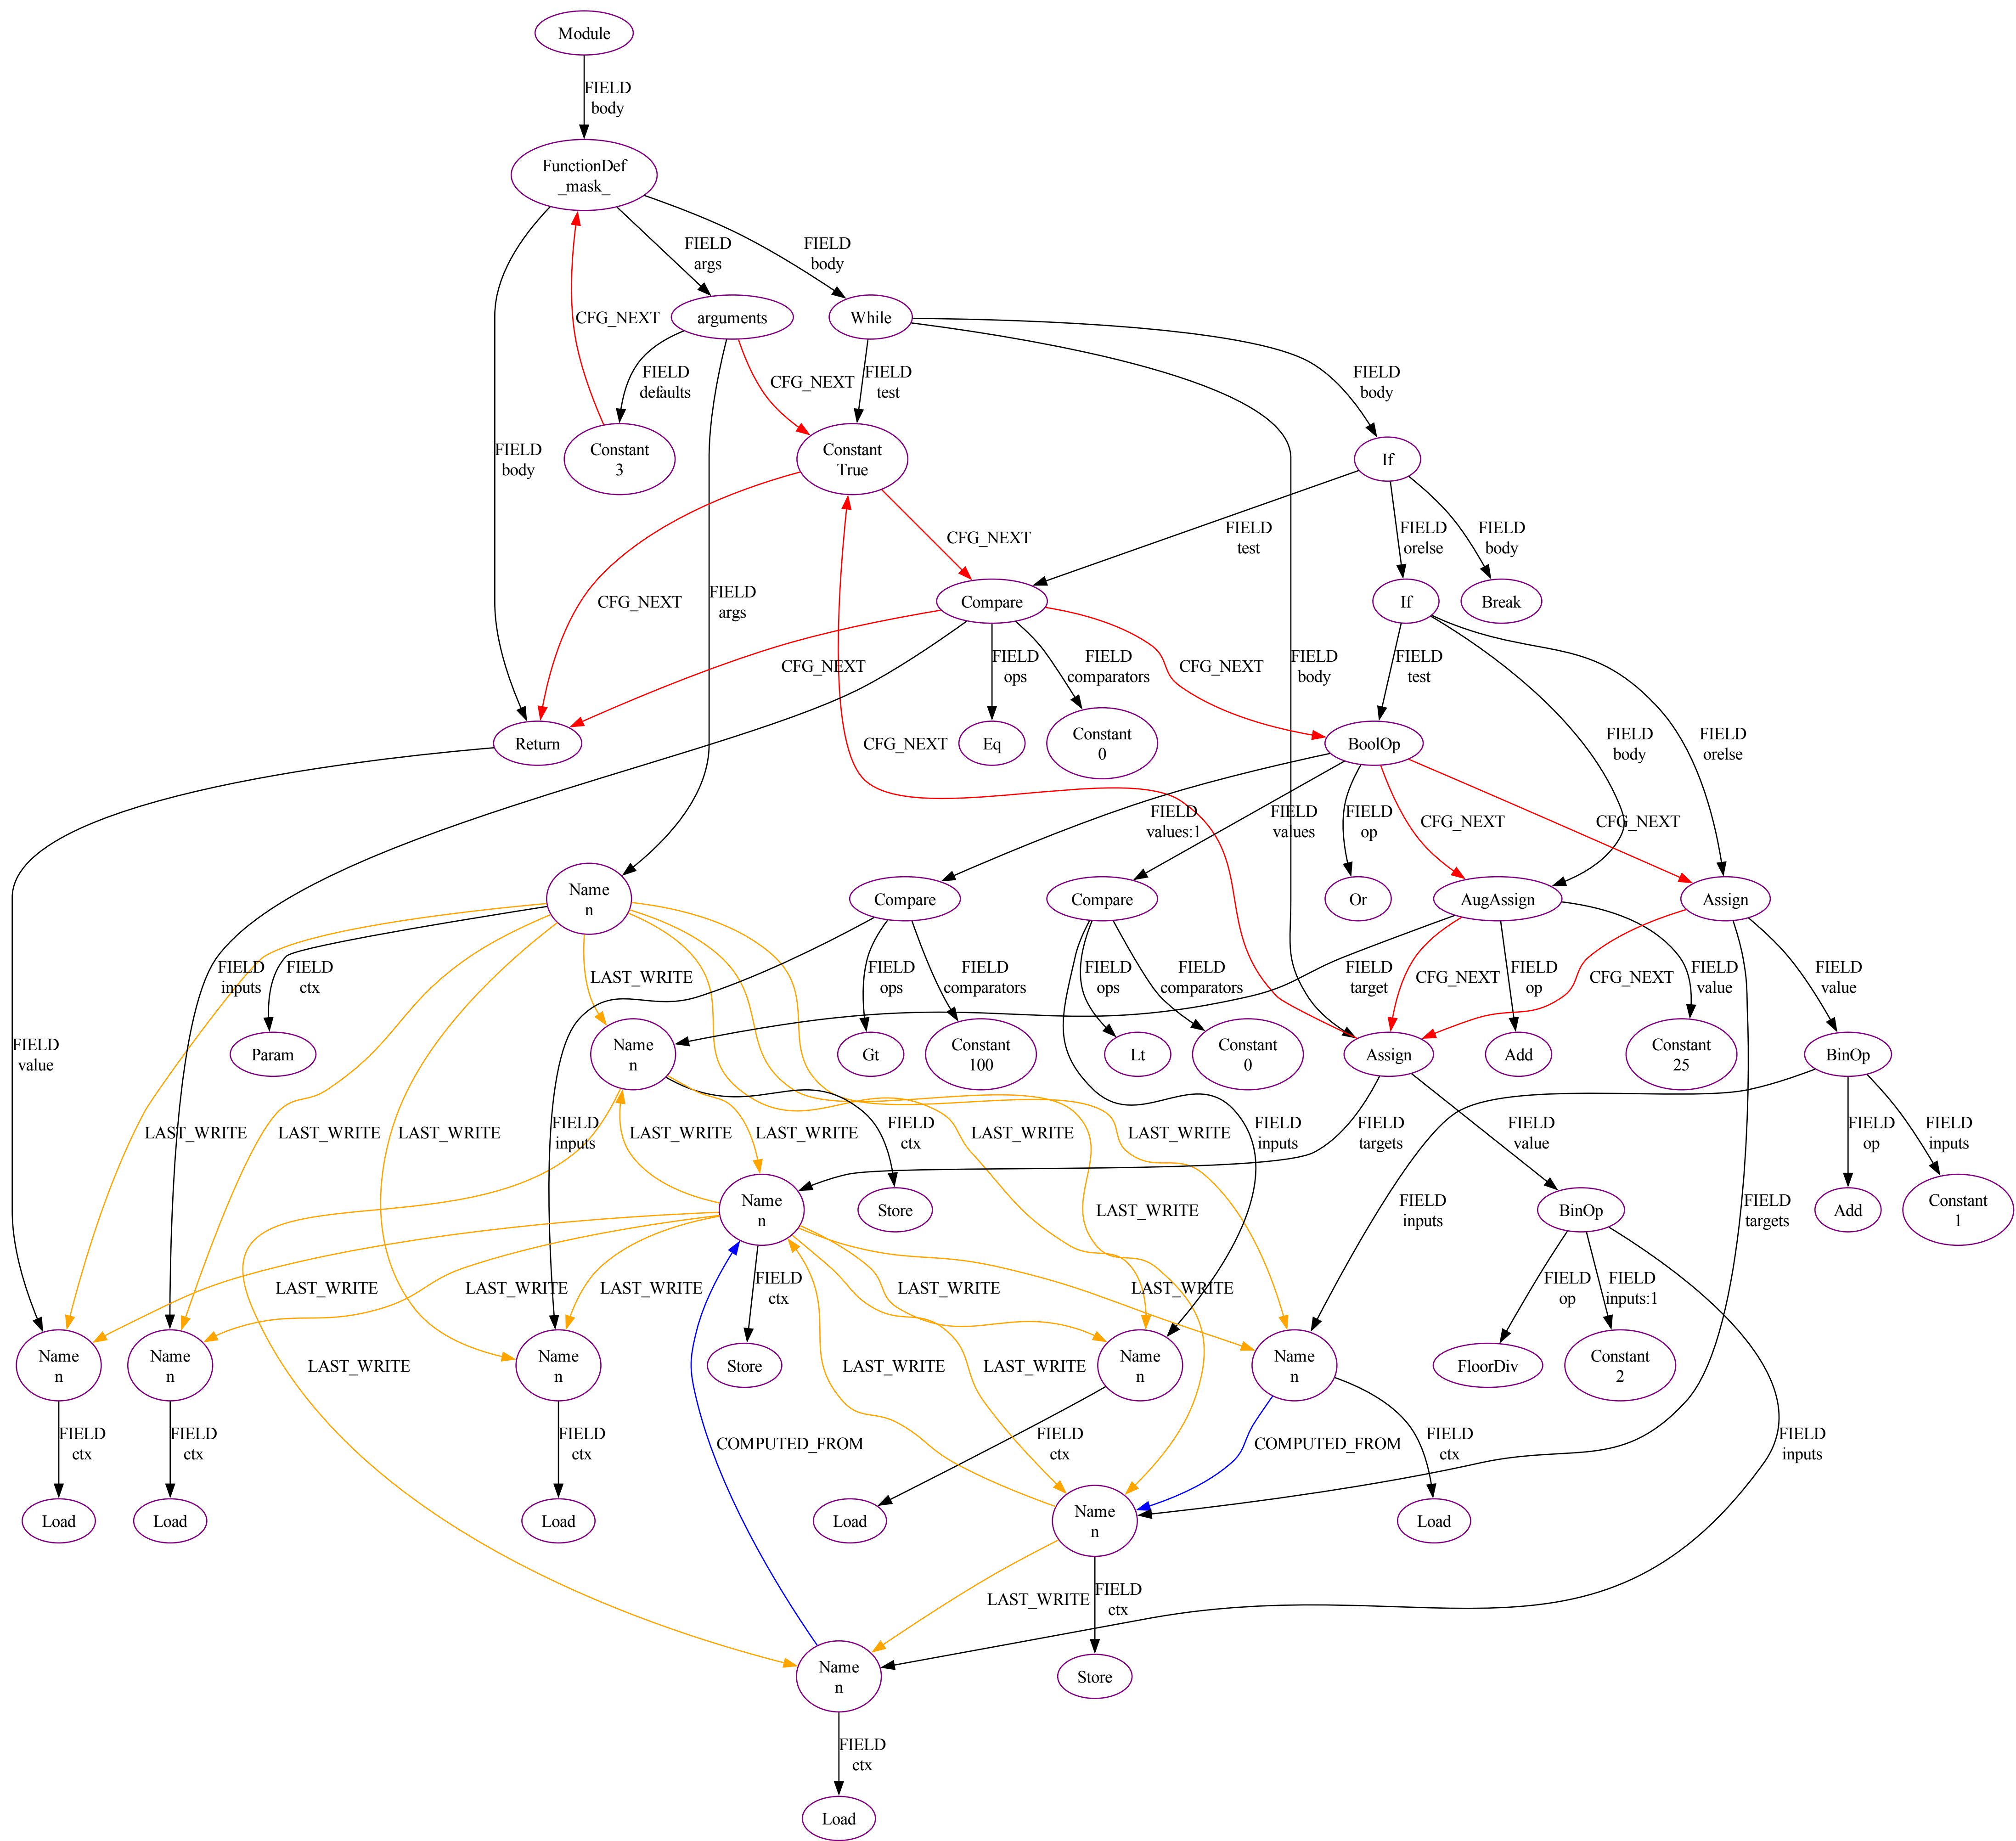 Module
FIELD
body
FunctionDef
_mask_
FIELD
args
FIELD
body
CFG_NEXT
arguments
While
FIELD
defaults
CFG_NEXT
FIELD
test
FIELD
body
FIELD
body
Constant
3
Constant
True
If
CFG_NEXT
FIELD
test
FIELD
orelse
FIELD
body
CFG_NEXT
FIELD
args
Compare
If
Break
CFG_NEXT
FIELD
ops
FIELD
comparators
CFG_NEXT
FIELD
body
FIELD
test
Return
CFG_NEXT
Eq
Constant
0
BoolOp
FIELD
body
FIELD
orelse
FIELD
values:1
FIELD
values
FIELD
op
CFG_NEXT
CFG_NEXT
Name
n
Compare
Compare
Or
AugAssign
Assign
FIELD
inputs
FIELD
ctx
LAST_WRITE
FIELD
ops
FIELD
comparators
FIELD
ops
FIELD
comparators
FIELD
target
CFG_NEXT
FIELD
op
CFG_NEXT
FIELD
value
FIELD
value
FIELD
value
Param
Name
n
Gt
Constant
100
Lt
Constant
0
Assign
Add
Constant
25
BinOp
LAST_WRITE
LAST_WRITE
LAST_WRITE
FIELD
inputs
LAST_WRITE
LAST_WRITE
FIELD
ctx
LAST_WRITE
LAST_WRITE
FIELD
inputs
FIELD
targets
FIELD
value
FIELD
op
FIELD
inputs
Name
n
Store
LAST_WRITE
FIELD
inputs
BinOp
FIELD
targets
Add
Constant
1
LAST_WRITE
LAST_WRITE
LAST_WRITE
FIELD
ctx
LAST_WRITE
LAST_WRITE
FIELD
op
FIELD
inputs:1
Name
n
Name
n
LAST_WRITE
Name
n
Store
LAST_WRITE
LAST_WRITE
Name
n
Name
n
FloorDiv
Constant
2
FIELD
ctx
FIELD
ctx
FIELD
ctx
COMPUTED_FROM
FIELD
ctx
COMPUTED_FROM
FIELD
ctx
FIELD
inputs
Load
Load
Load
Load
Name
n
Load
LAST_WRITE
FIELD
ctx
Name
n
Store
FIELD
ctx
Load